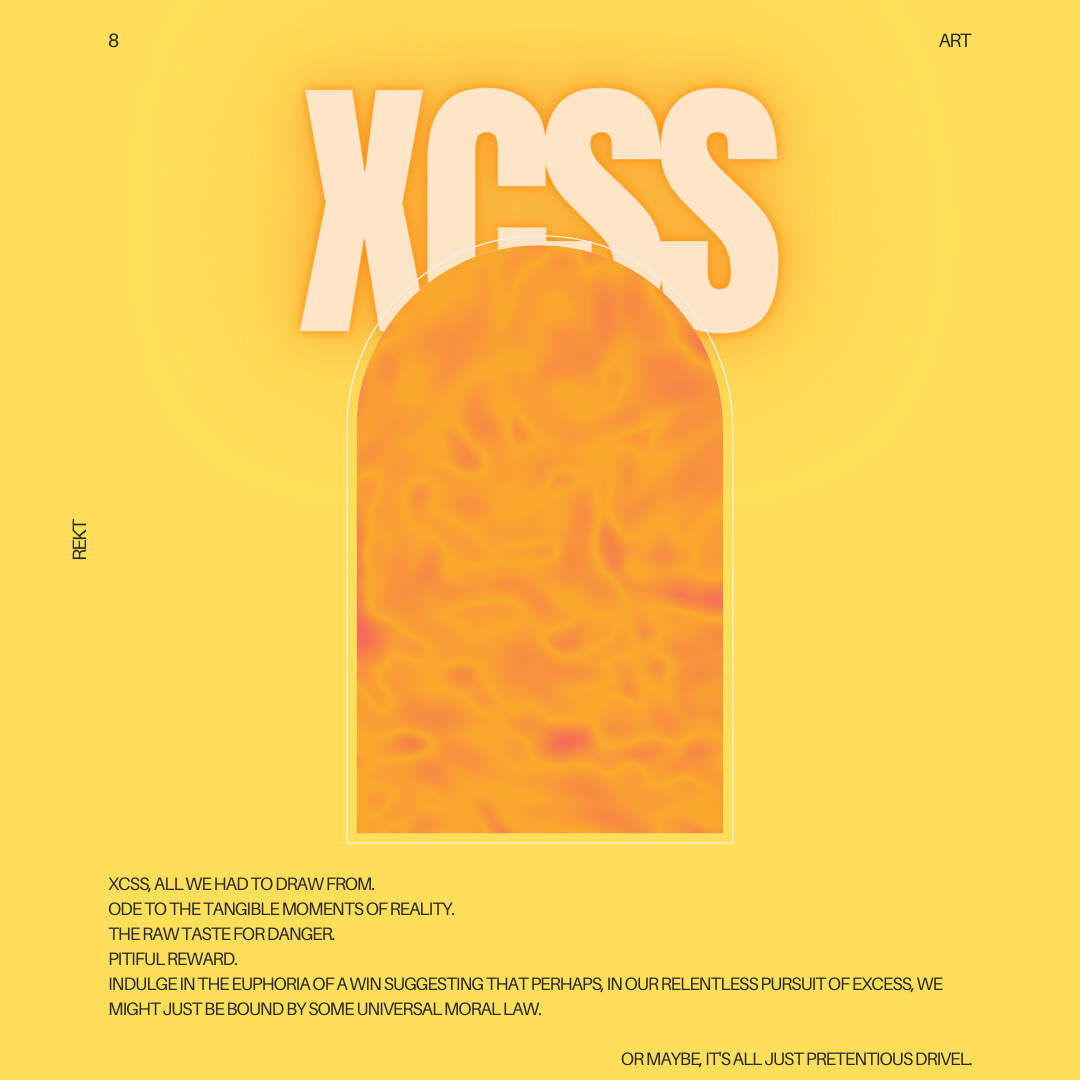 8
ART
XCSS
REKT
XCSS, ALL WE HAD TO DRAW FROM.
ODE TO THE TANGIBLE MOMENTS OF REALITY.
THE RAW TASTE FOR DANGER.
PITIFUL REWARD.
INDULGE IN THE EUPHORIA OF A WIN SUGGESTING THAT PERHAPS, IN OUR RELENTLESS PURSUIT OF EXCESS, WE
MIGHT JUST BE BOUND BY SOME UNIVERSAL MORAL LAW.
OR MAYBE, IT'S ALL JUST PRETENTIOUS DRIVEL.